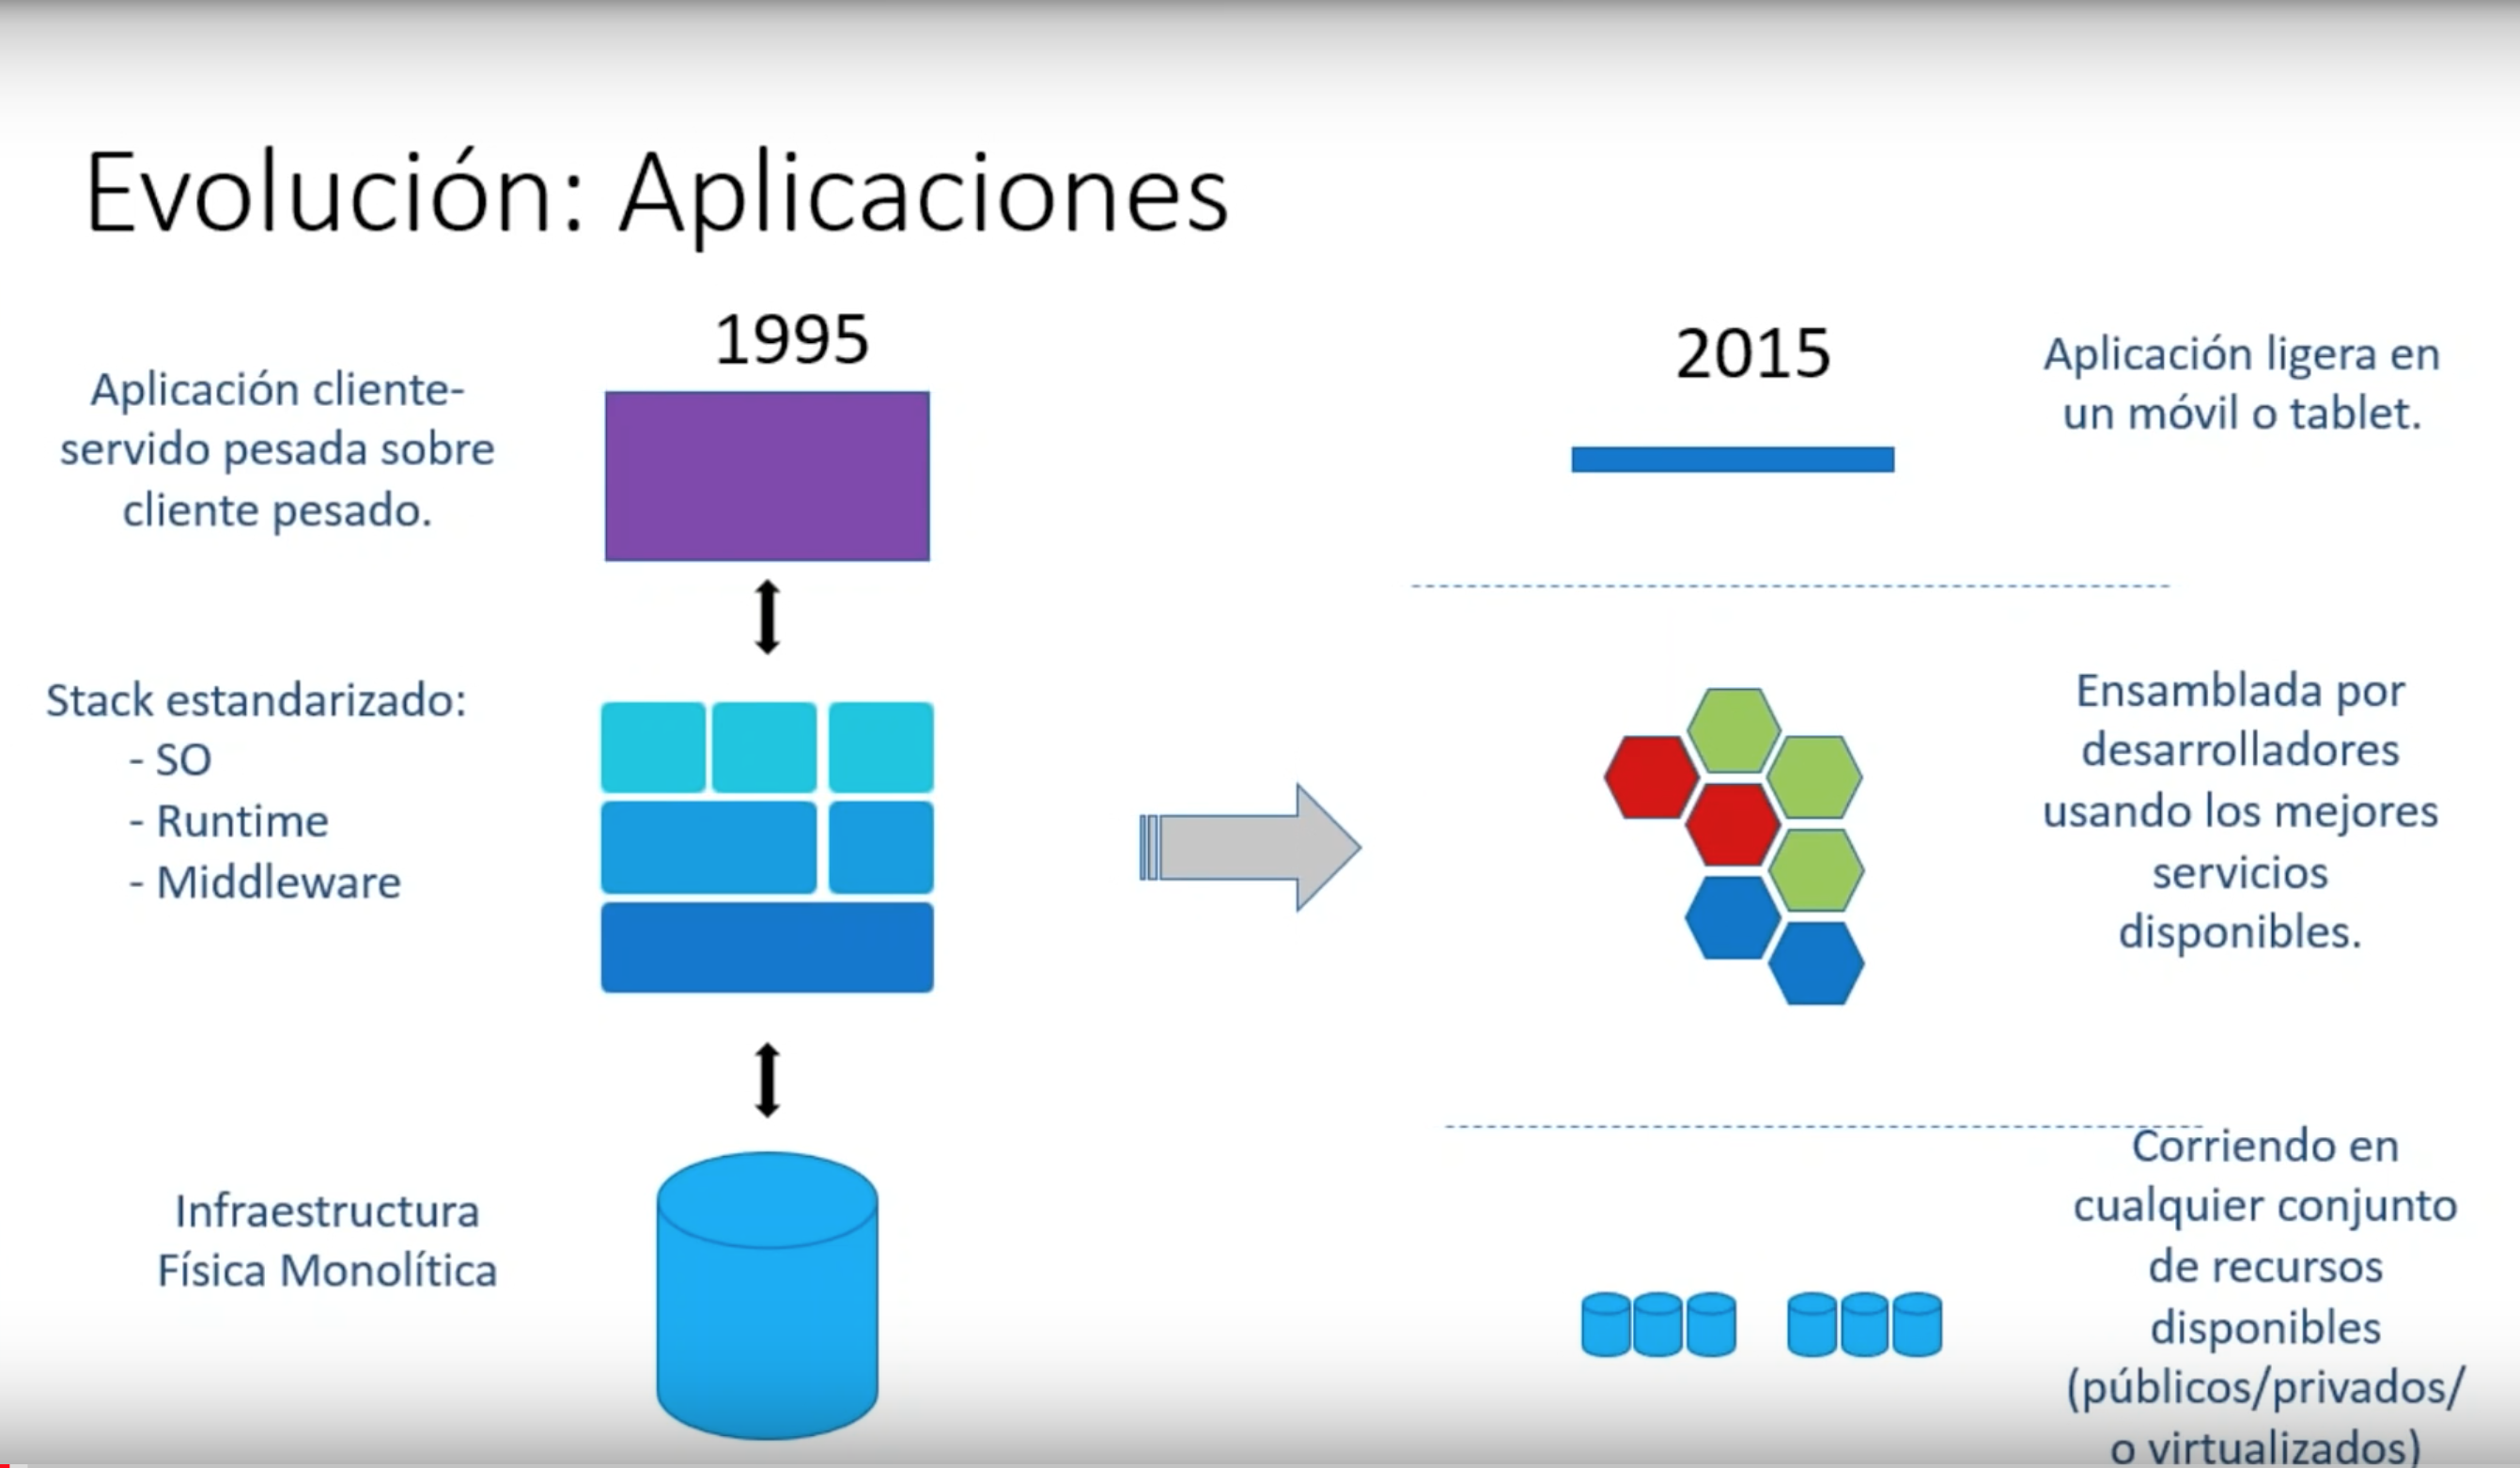 Evolución: Aplicaciones
1995
Aplicación cliente-
servido pesada sobre
cliente pesado.
Stack estandarizado:
- SO
- Runtime
- Middleware
Infraestructura
Física Monolítica
2015
Aplicación ligera en
un móvil o tablet.
Ensamblada por
desarrolladores
usando los mejores
servicios
disponibles.
Corriendo en
cualquier conjunto
de recursos
disponibles
(públicos/privados/
o virtualizados)